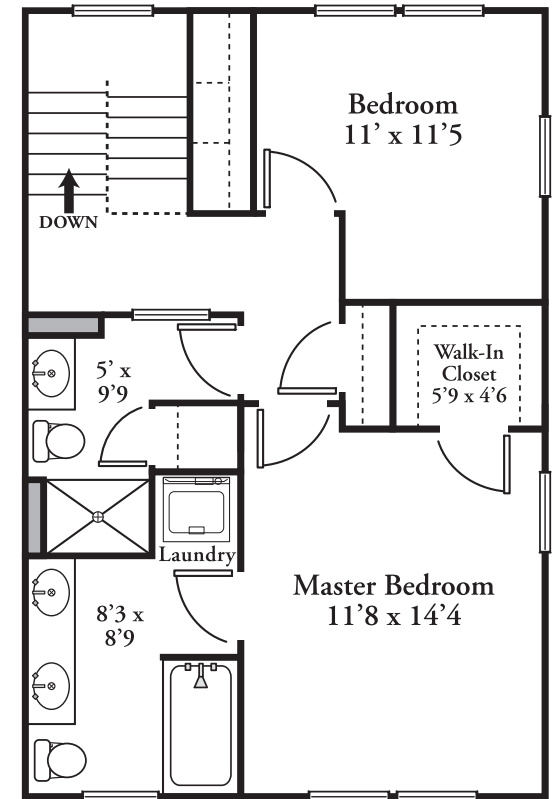 Bedroom
11’ x 11’5
DOWN
Walk-In
Closet
5’9 x 4’6
5’ x
9’9
Laundry
Master Bedroom
11’8 x 14’4
8’3 x
8’9